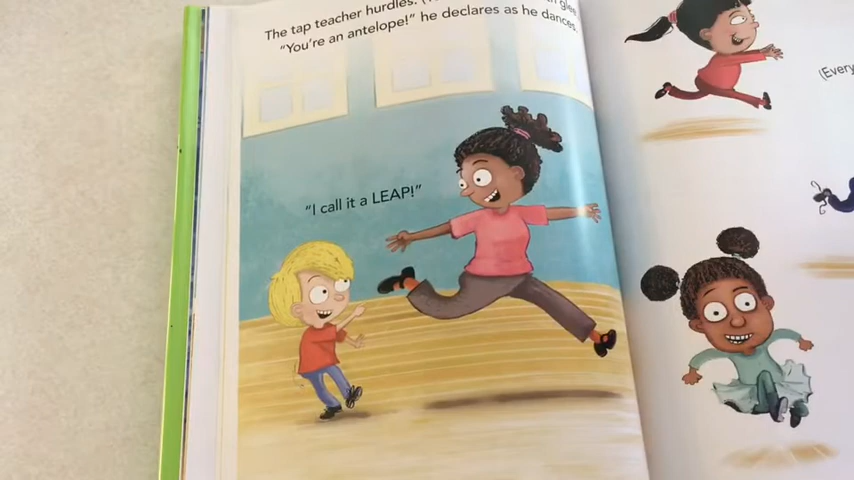 The tap teacher hurdles.
"You're an antelope!" he declares as he dances.
"I call it a LEAP!"
(Every